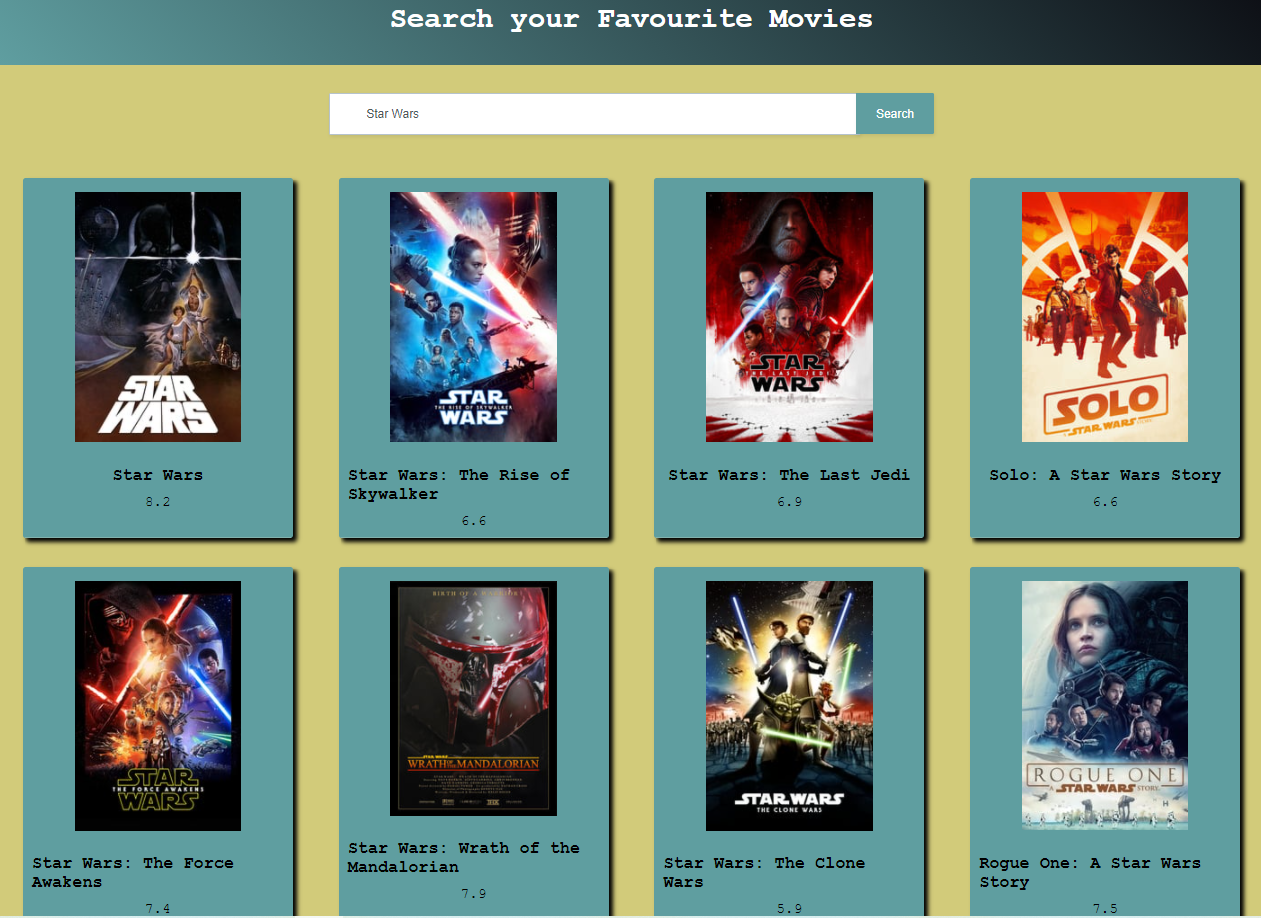 Search your Favourite Movies
Star Wars
Search
STAR
WARS
STAR
THE RISE OF SKYWALKER
WARS
STAR
THE LAST JEDI
WARS
SOLO
A STAR WARS STORY
Star Wars
8.2
Star Wars: The Rise of
Skywalker
6.6
Star Wars: The Last Jedi
6.9
Solo: A Star Wars Story
6.6
STAR
THE FORCE AWAKENS
WARS
BIRTH OF A WARRIOR
STAR WARS
WRATH OF THE MANDALORIAN
STAR WARS
THE CLONE WARS
ROGUE ONE
A STAR WARS STORY
Star Wars: The Force
Awakens
7.4
Star Wars: Wrath of the
Mandalorian
7.9
Star Wars: The Clone
Wars
5.9
Rogue One: A Star Wars
Story
7.5